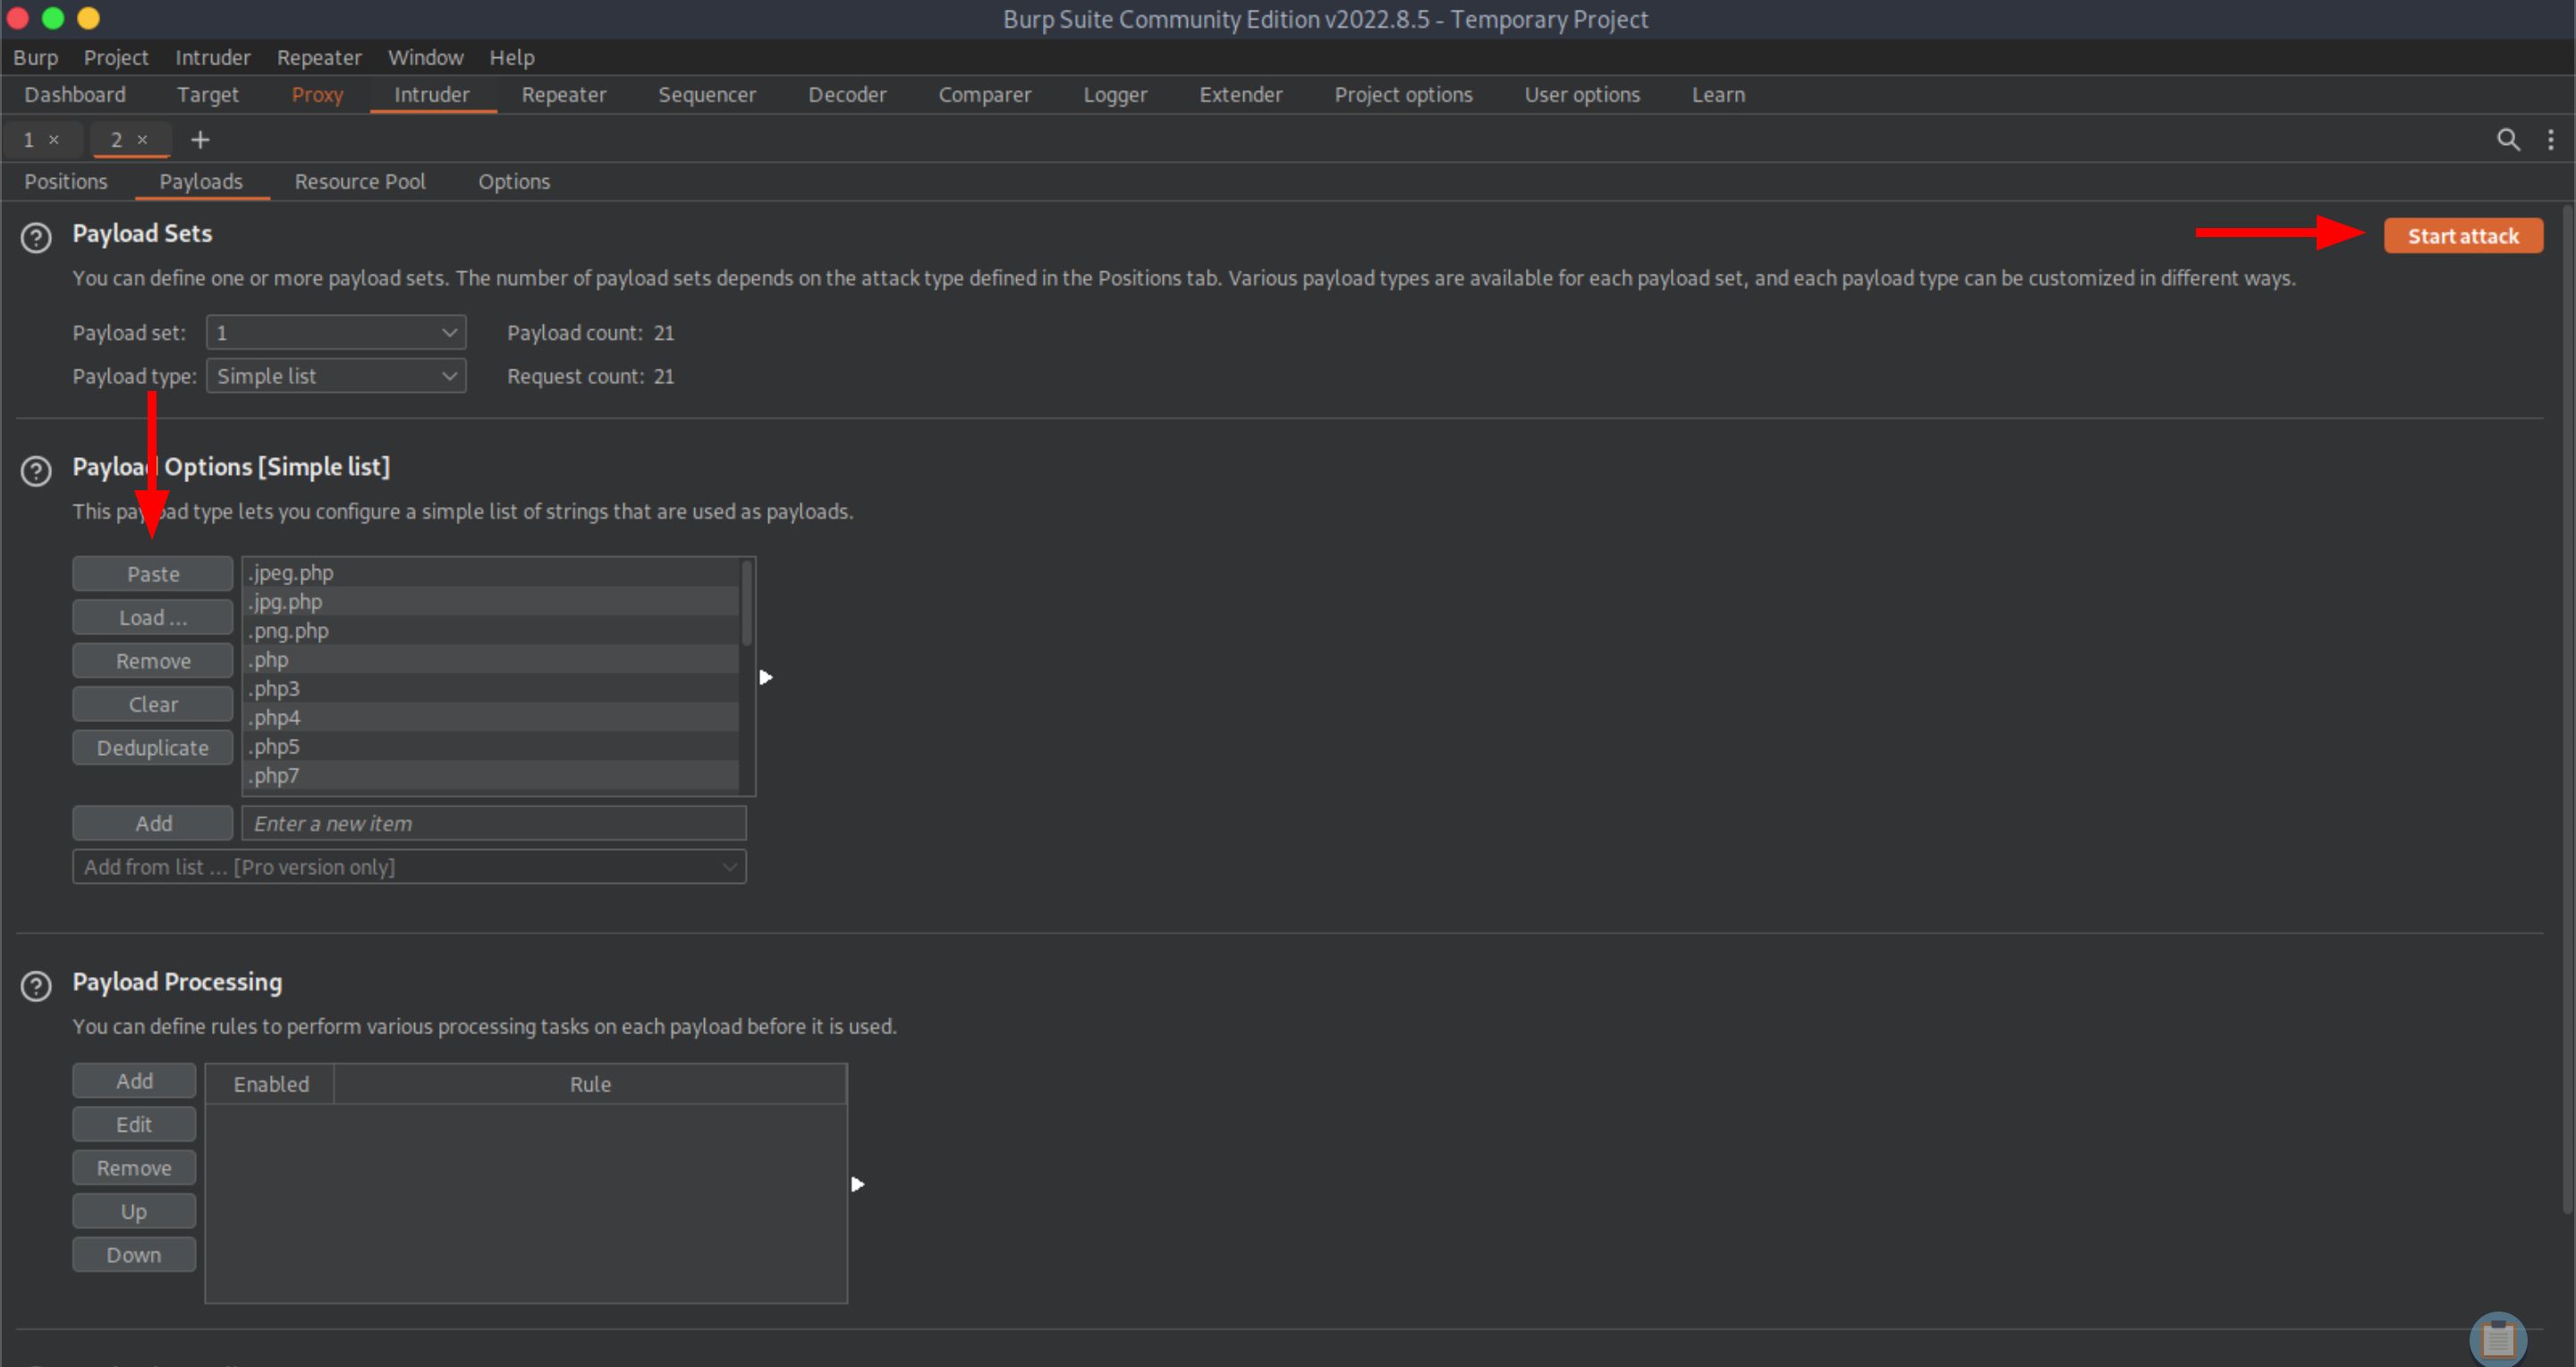 Burp Suite Community Edition v2022.8.5 - Temporary Project
Burp Project Intruder Repeater Window Help
Dashboard Target Proxy Intruder Repeater Sequencer Decoder Comparer Logger Extender Project options User options Learn
1 × 2 × +
Positions Payloads Resource Pool Options
? Payload Sets Start attack
You can define one or more payload sets. The number of payload sets depends on the attack type defined in the Positions tab. Various payload types are available for each payload set, and each payload type can be customized in different ways.
Payload set: 1 Payload count: 21
Payload type: Simple list Request count: 21
? Payload Options [Simple list]
This payload type lets you configure a simple list of strings that are used as payloads.
Paste
Load ...
Remove
Clear
Deduplicate
.jpeg.php
.jpg.php
.png.php
.php
.php3
.php4
.php5
.php7
Add Enter a new item
Add from list ... [Pro version only]
? Payload Processing
You can define rules to perform various processing tasks on each payload before it is used.
Add
Edit
Remove
Up
Down
Enabled Rule